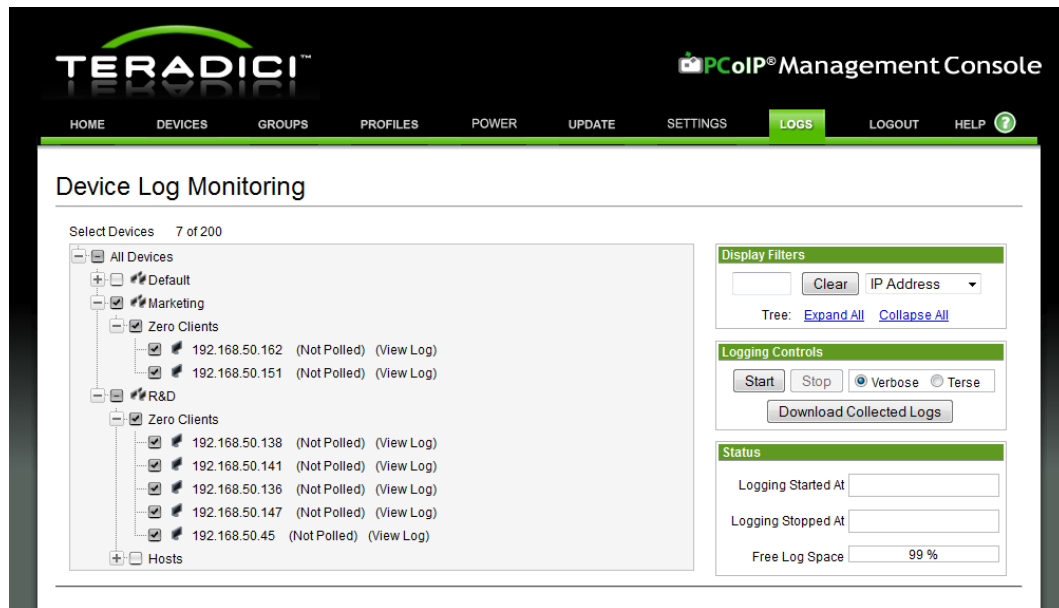 TERADICI™
PCoIP® Management Console
HOME DEVICES GROUPS PROFILES POWER UPDATE SETTINGS LOGS LOGOUT HELP ?
Device Log Monitoring
Select Devices 7 of 200
All Devices
Default
Marketing
Zero Clients
192.168.50.162 (Not Polled) (View Log)
192.168.50.151 (Not Polled) (View Log)
R&D
Zero Clients
192.168.50.138 (Not Polled) (View Log)
192.168.50.141 (Not Polled) (View Log)
192.168.50.136 (Not Polled) (View Log)
192.168.50.147 (Not Polled) (View Log)
192.168.50.45 (Not Polled) (View Log)
Hosts
Display Filters
Clear IP Address
Tree: Expand All Collapse All
Logging Controls
Start Stop Verbose Terse
Download Collected Logs
Status
Logging Started At
Logging Stopped At
Free Log Space 99 %